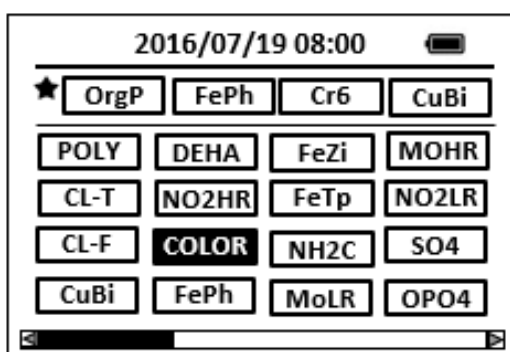 2016/07/19 08:00
OrgP FePh Cr6 CuBi
POLY DEHA FeZi MOHR
CL-T NO2HR FeTp NO2LR
CL-F COLOR NH2C SO4
CuBi FePh MoLR OPO4